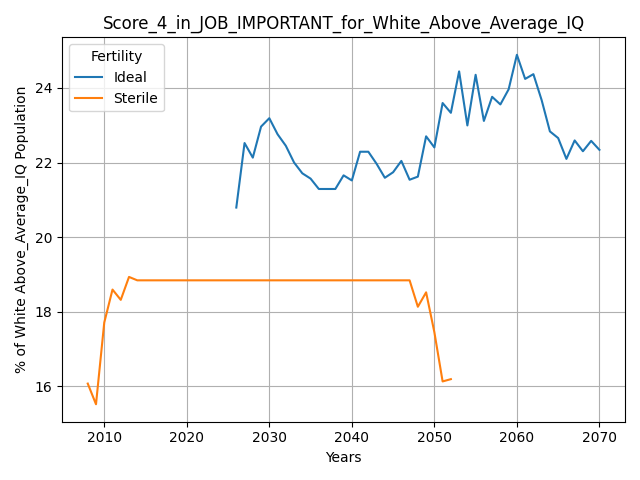 Score_4_in_JOB_IMPORTANT_for_White_Above_Average_IQ
% of White Above_Average_IQ Population
Fertility
Ideal
Sterile
24
22
20
18
16
2010 2020 2030 2040 2050 2060 2070
Years